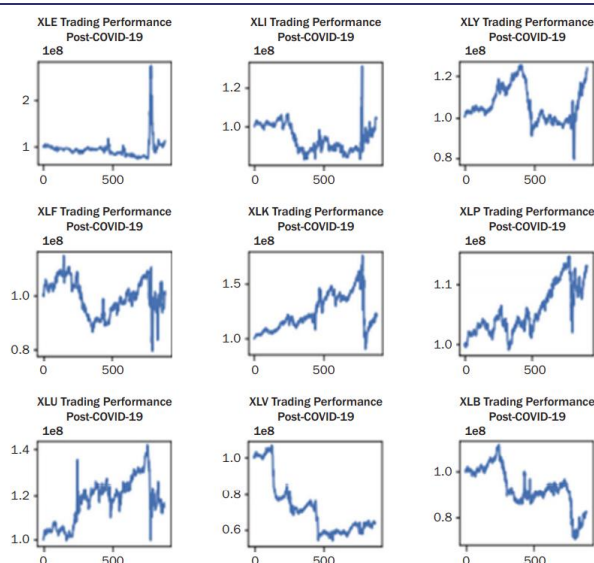 XLE Trading Performance
Post-COVID-19
1e8
2
1
0 500
XLI Trading Performance
Post-COVID-19
1e8
1.2
1.0
0 500
XLY Trading Performance
Post-COVID-19
1e8
1.2
1.0
0.8
0 500
XLF Trading Performance
Post-COVID-19
1e8
1.0
0.8
0 500
XLK Trading Performance
Post-COVID-19
1e8
1.5
1.0
0 500
XLP Trading Performance
Post-COVID-19
1e8
1.1
1.0
0 500
XLU Trading Performance
Post-COVID-19
1e8
1.4
1.2
1.0
0 500
XLV Trading Performance
Post-COVID-19
1e8
1.0
0.8
0.6
0 500
XLB Trading Performance
Post-COVID-19
1e8
1.0
0.8
0 500